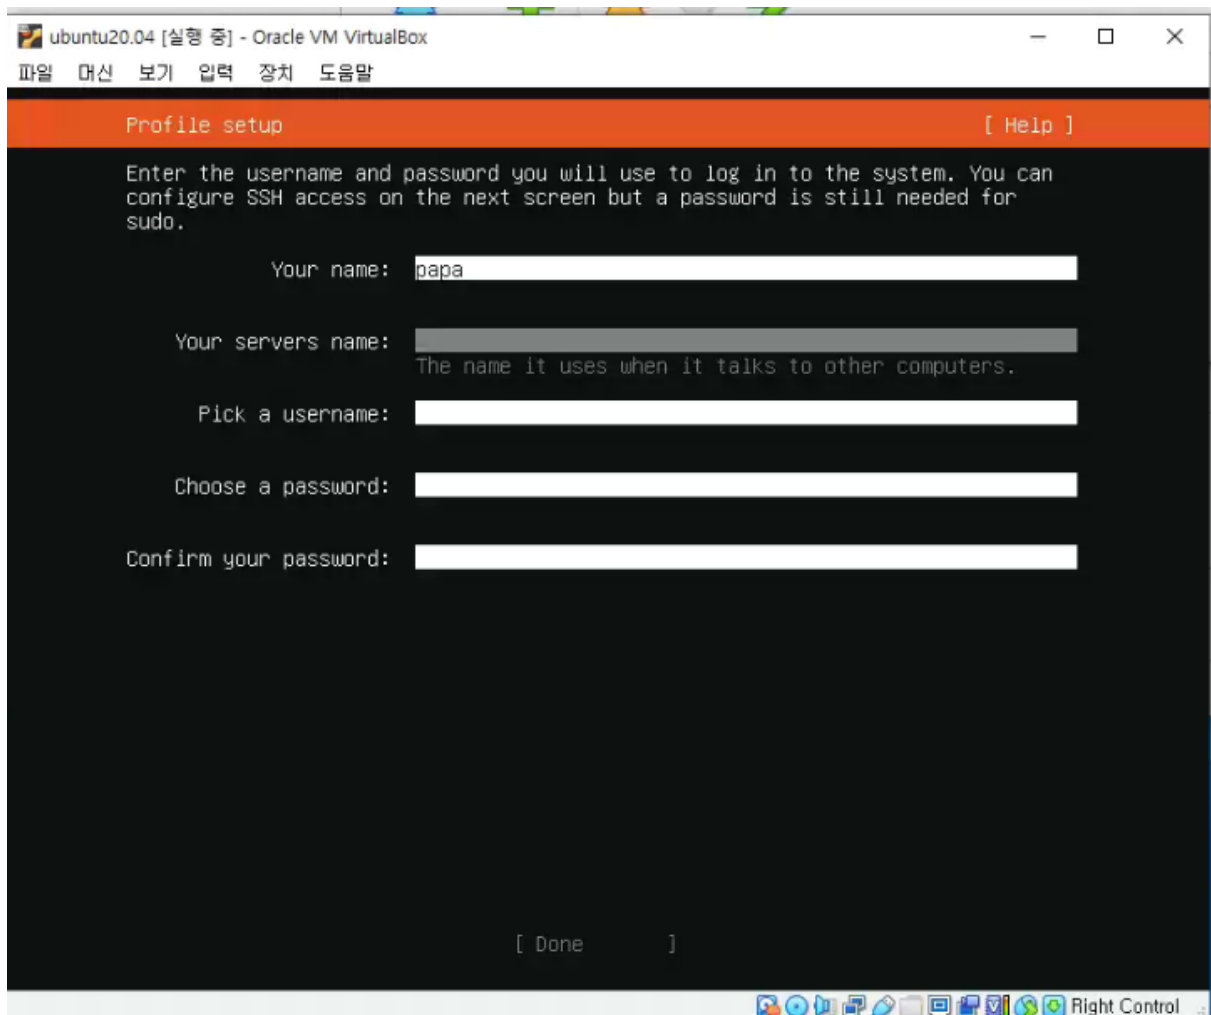 ubuntu20.04 [실행 중] - Oracle VM VirtualBox
파일 머신 보기 입력 장치 도움말
Profile setup [ Help ]
Enter the username and password you will use to log in to the system. You can
configure SSH access on the next screen but a password is still needed for
sudo.
Your name: papa
Your servers name:
The name it uses when it talks to other computers.
Pick a username:
Choose a password:
Confirm your password:
[ Done ]
Right Control